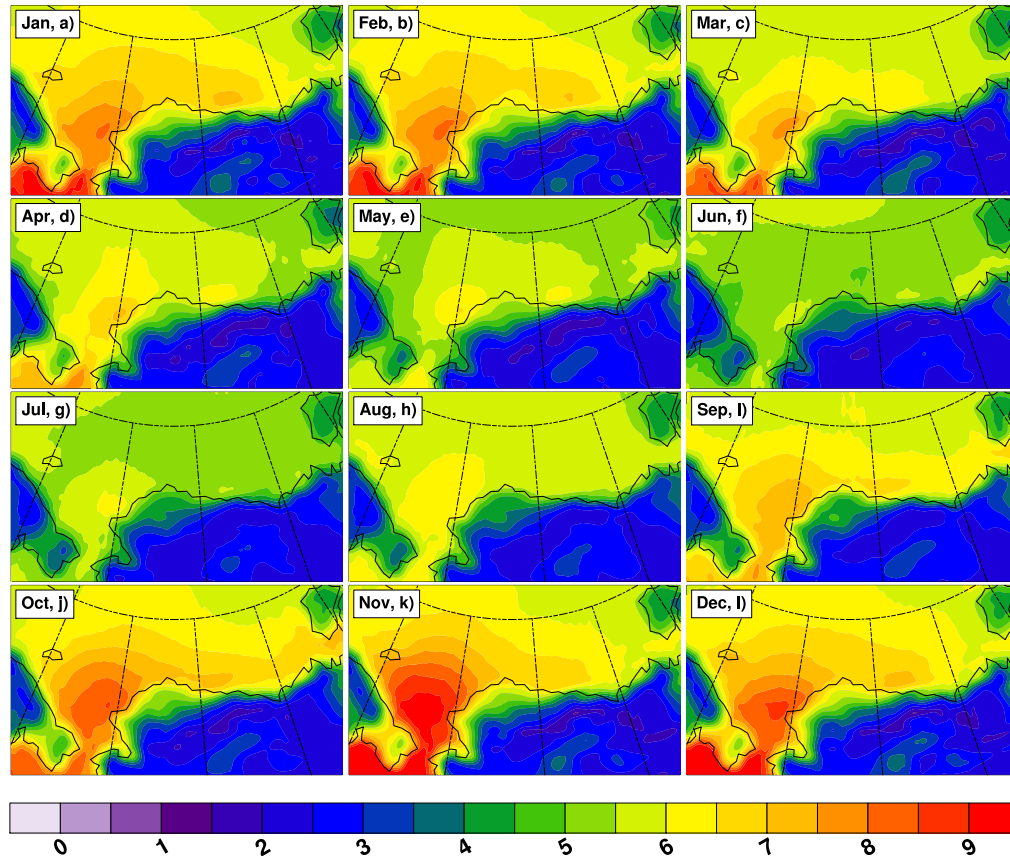 Jan, a)
Feb, b)
Mar, c)
Apr, d)
May, e)
Jun, f)
Jul, g)
Aug, h)
Sep, I)
Oct, j)
Nov, k)
Dec, l)
0 1 2 3 4 5 6 7 8 9